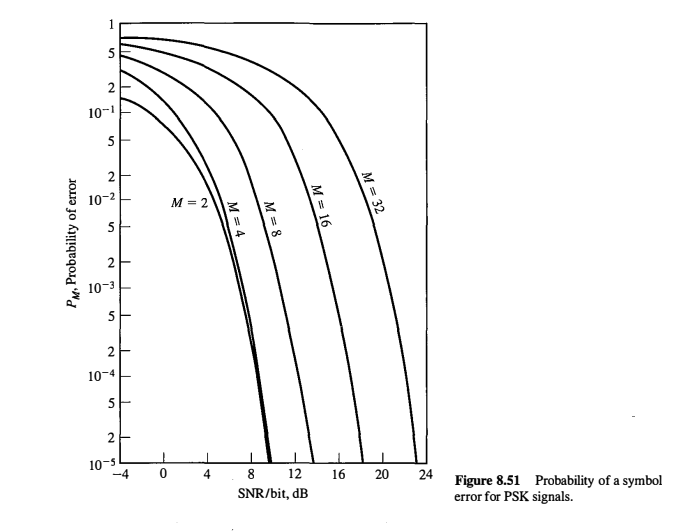 1
5
2
10⁻¹
5
2
10⁻²
5
2
10⁻³
5
2
10⁻⁴
5
2
10⁻⁵
P_M, Probability of error
M = 2
M = 4
M = 8
M = 16
M = 32
−4 0 4 8 12 16 20 24
SNR/bit, dB
Figure 8.51 Probability of a symbol
error for PSK signals.